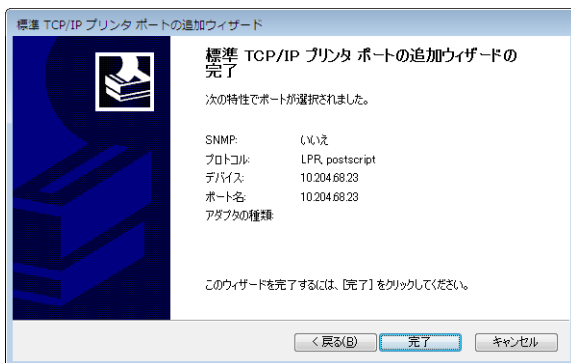 標準 TCP/IP プリンタ ポートの追加ウィザード
標準 TCP/IP プリンタ ポートの追加ウィザードの
完了
次の特性でポートが選択されました。
SNMP: いいえ
プロトコル: LPR, postscript
デバイス: 10.204.68.23
ポート名: 10.204.68.23
アダプタの種類:
このウィザードを完了するには、[完了] をクリックしてください。
< 戻る(B) 完了 キャンセル